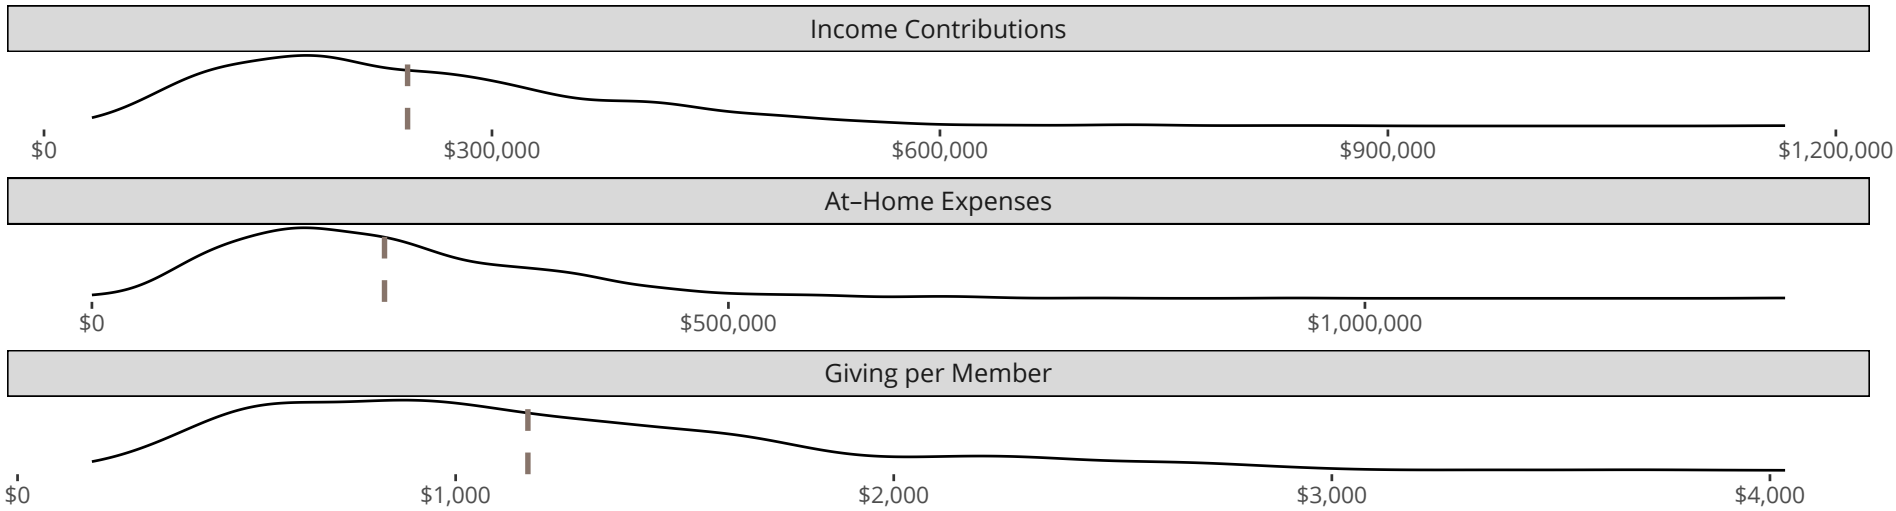 Income Contributions
$0 $300,000 $600,000 $900,000 $1,200,000
At–Home Expenses
$0 $500,000 $1,000,000
Giving per Member
$0 $1,000 $2,000 $3,000 $4,000